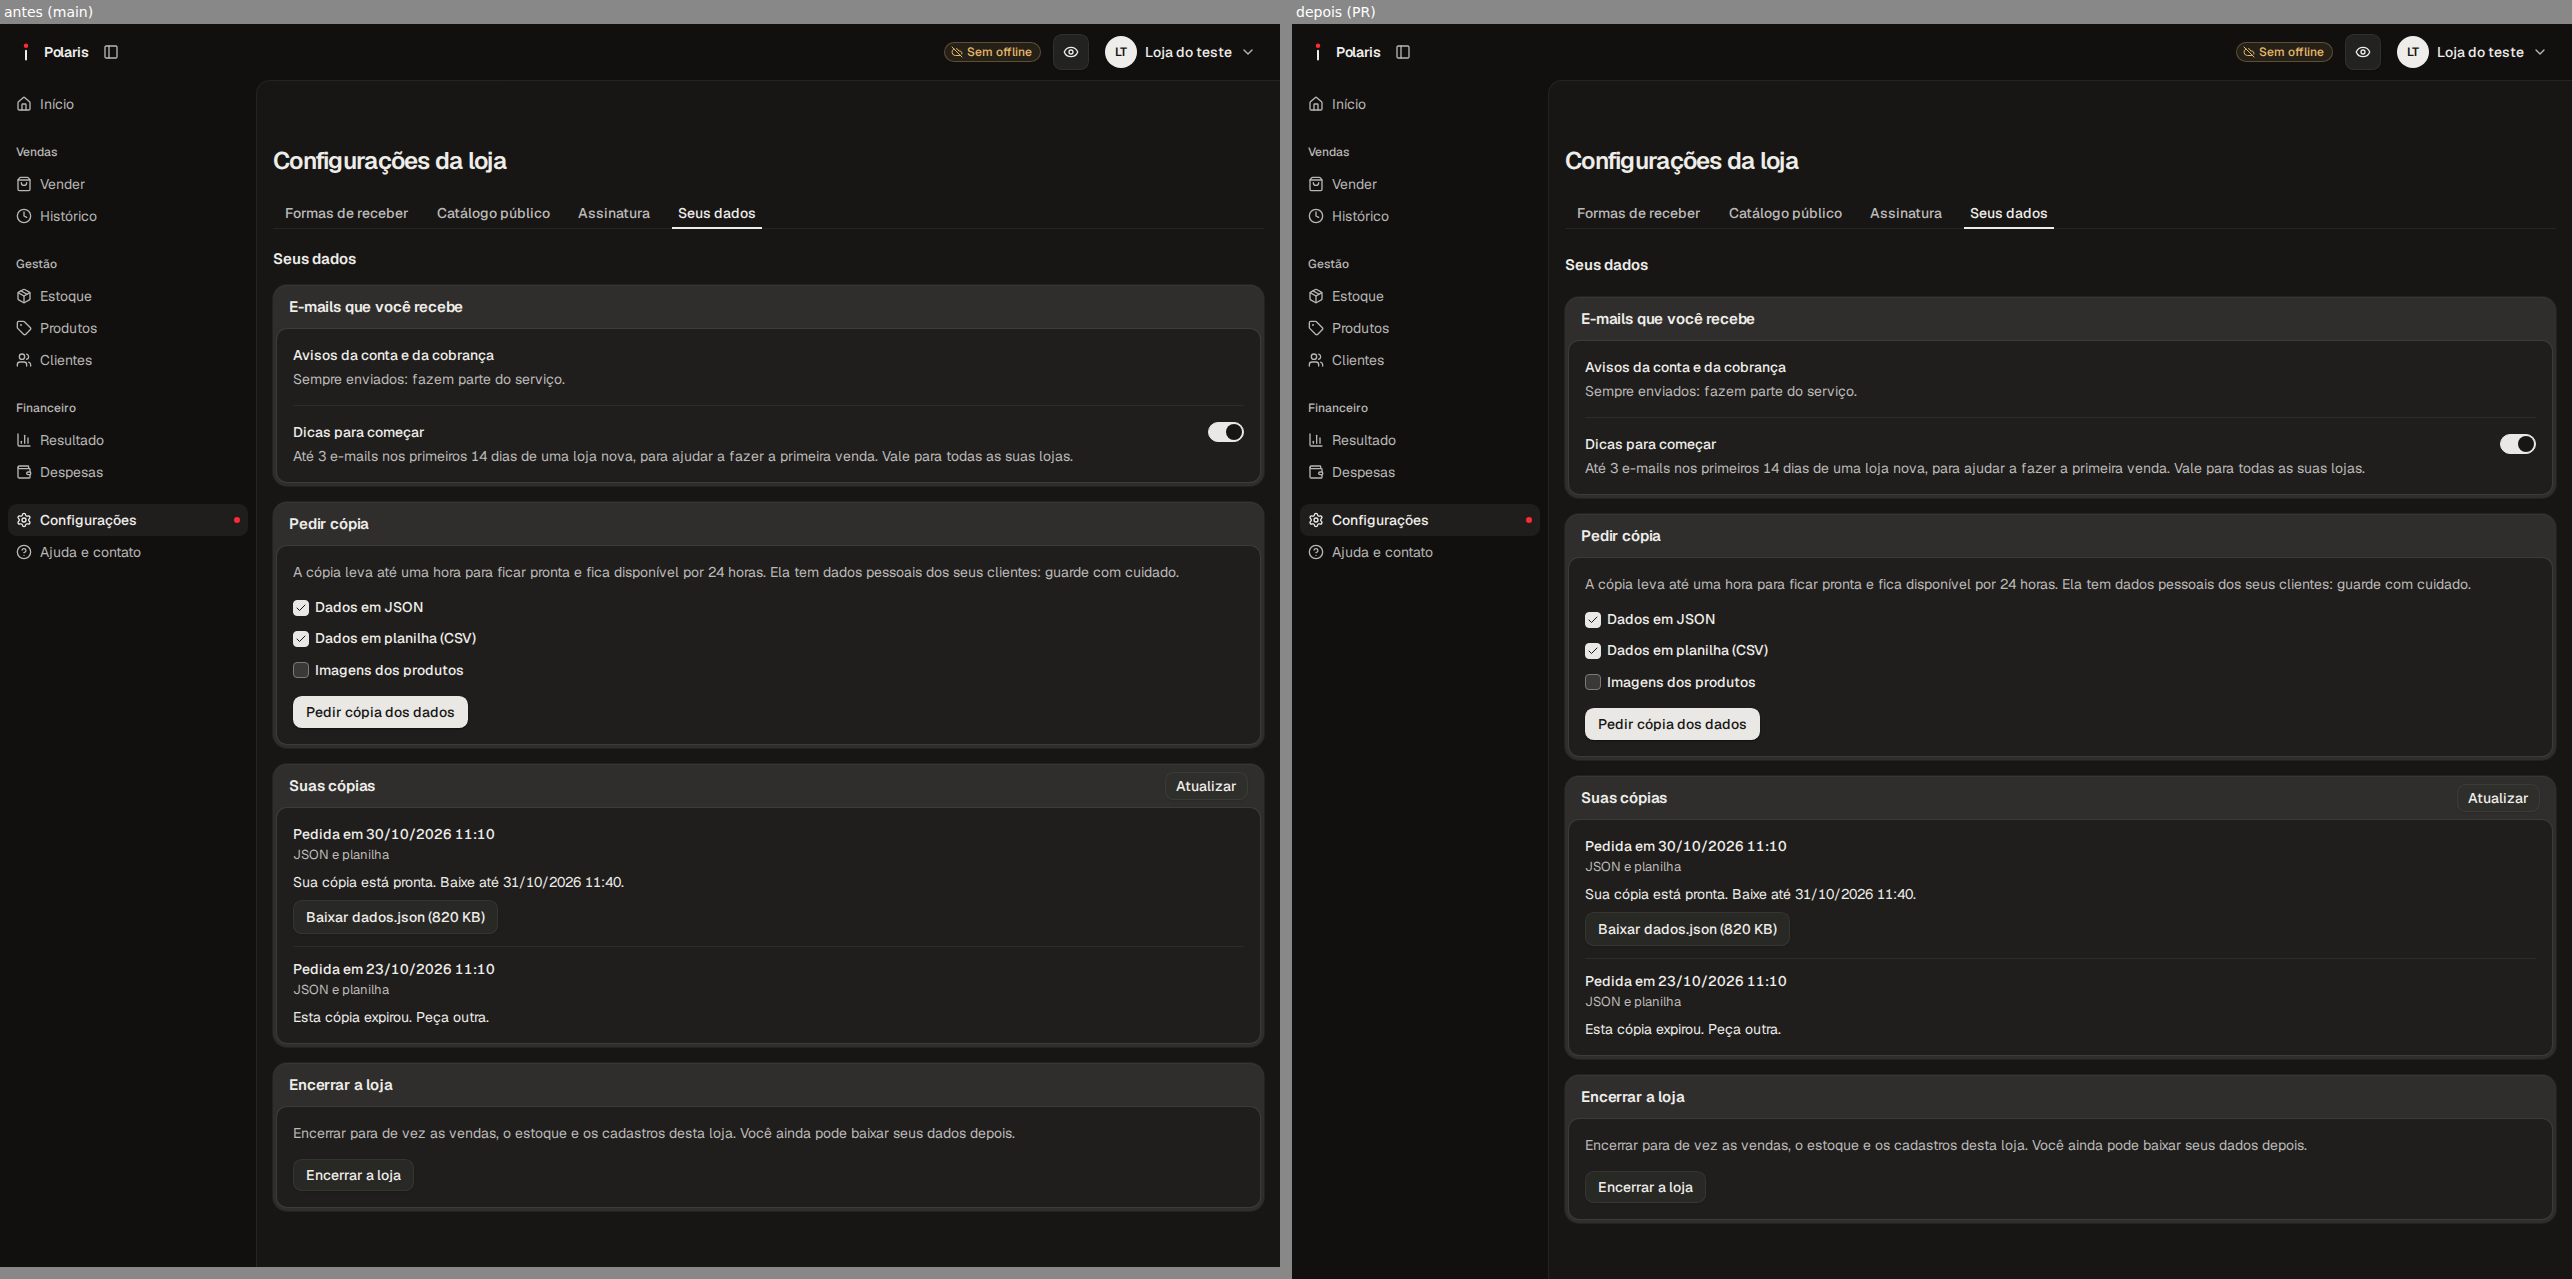 antes (main)
Polaris
Sem offline
LT
Loja do teste
Início
Vendas
Vender
Histórico
Gestão
Estoque
Produtos
Clientes
Financeiro
Resultado
Despesas
Configurações
Ajuda e contato
Configurações da loja
Formas de receber
Catálogo público
Assinatura
Seus dados
Seus dados
E-mails que você recebe
Avisos da conta e da cobrança
Sempre enviados: fazem parte do serviço.
Dicas para começar
Até 3 e-mails nos primeiros 14 dias de uma loja nova, para ajudar a fazer a primeira venda. Vale para todas as suas lojas.
Pedir cópia
A cópia leva até uma hora para ficar pronta e fica disponível por 24 horas. Ela tem dados pessoais dos seus clientes: guarde com cuidado.
Dados em JSON
Dados em planilha (CSV)
Imagens dos produtos
Pedir cópia dos dados
Suas cópias
Atualizar
Pedida em 30/10/2026 11:10
JSON e planilha
Sua cópia está pronta. Baixe até 31/10/2026 11:40.
Baixar dados.json (820 KB)
Pedida em 23/10/2026 11:10
JSON e planilha
Esta cópia expirou. Peça outra.
Encerrar a loja
Encerrar para de vez as vendas, o estoque e os cadastros desta loja. Você ainda pode baixar seus dados depois.
Encerrar a loja
depois (PR)
Polaris
Sem offline
LT
Loja do teste
Início
Vendas
Vender
Histórico
Gestão
Estoque
Produtos
Clientes
Financeiro
Resultado
Despesas
Configurações
Ajuda e contato
Configurações da loja
Formas de receber
Catálogo público
Assinatura
Seus dados
Seus dados
E-mails que você recebe
Avisos da conta e da cobrança
Sempre enviados: fazem parte do serviço.
Dicas para começar
Até 3 e-mails nos primeiros 14 dias de uma loja nova, para ajudar a fazer a primeira venda. Vale para todas as suas lojas.
Pedir cópia
A cópia leva até uma hora para ficar pronta e fica disponível por 24 horas. Ela tem dados pessoais dos seus clientes: guarde com cuidado.
Dados em JSON
Dados em planilha (CSV)
Imagens dos produtos
Pedir cópia dos dados
Suas cópias
Atualizar
Pedida em 30/10/2026 11:10
JSON e planilha
Sua cópia está pronta. Baixe até 31/10/2026 11:40.
Baixar dados.json (820 KB)
Pedida em 23/10/2026 11:10
JSON e planilha
Esta cópia expirou. Peça outra.
Encerrar a loja
Encerrar para de vez as vendas, o estoque e os cadastros desta loja. Você ainda pode baixar seus dados depois.
Encerrar a loja